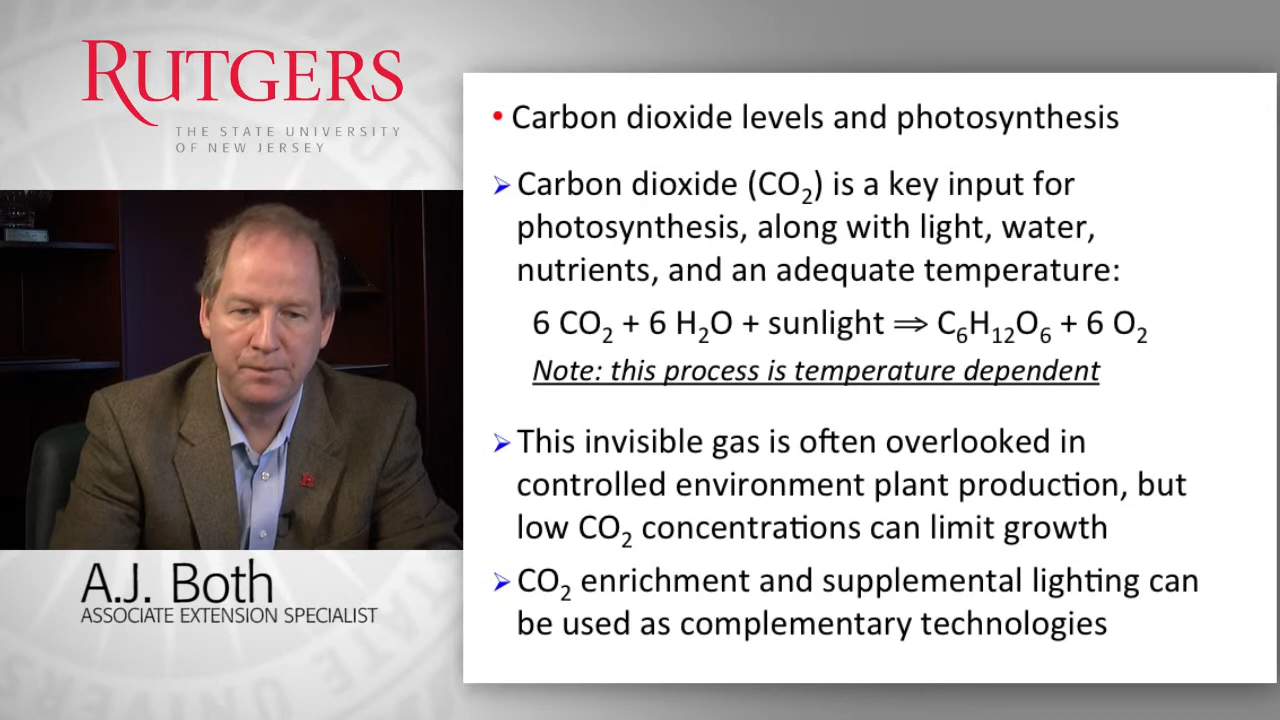 RUTGERS
THE STATE UNIVERSITY
OF NEW JERSEY
A.J. Both
ASSOCIATE EXTENSION SPECIALIST
• Carbon dioxide levels and photosynthesis
➢ Carbon dioxide (CO₂) is a key input for
photosynthesis, along with light, water,
nutrients, and an adequate temperature:
6 CO₂ + 6 H₂O + sunlight ⇒ C₆H₁₂O₆ + 6 O₂
Note: this process is temperature dependent
➢ This invisible gas is often overlooked in
controlled environment plant production, but
low CO₂ concentrations can limit growth
➢ CO₂ enrichment and supplemental lighting can
be used as complementary technologies